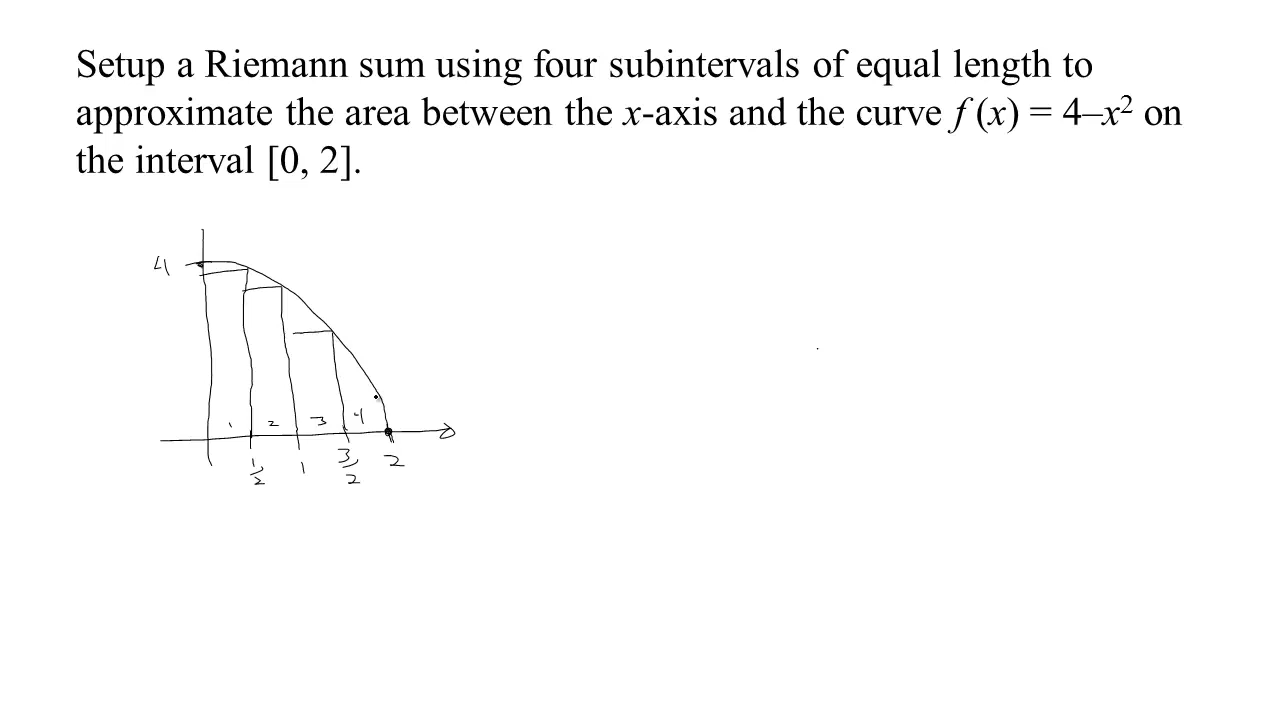 Setup a Riemann sum using four subintervals of equal length to
approximate the area between the x-axis and the curve f (x) = 4–x² on
the interval [0, 2].
4
1 2 3 4
1/2 1 3/2 2